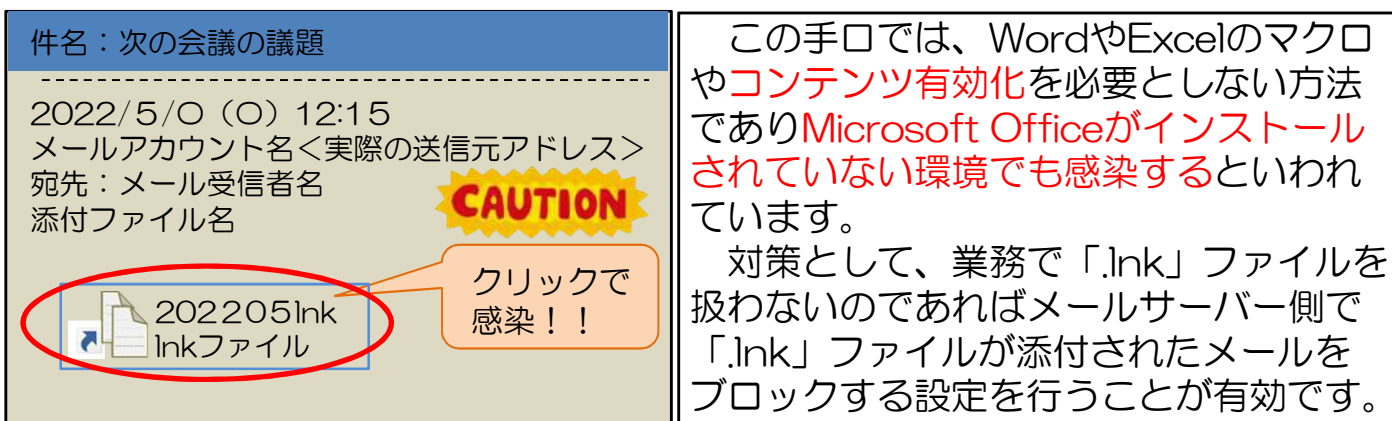 件名：次の会議の議題
2022/5/〇（〇）12:15
メールアカウント名＜実際の送信元アドレス＞
宛先：メール受信者名
添付ファイル名
CAUTION
202205lnk
lnkファイル
クリックで
感染！！
この手口では、WordやExcelのマクロ
やコンテンツ有効化を必要としない方法
でありMicrosoft Officeがインストール
されていない環境でも感染するといわれ
ています。
対策として、業務で「.lnk」ファイルを
扱わないのであればメールサーバー側で
「.lnk」ファイルが添付されたメールを
ブロックする設定を行うことが有効です。